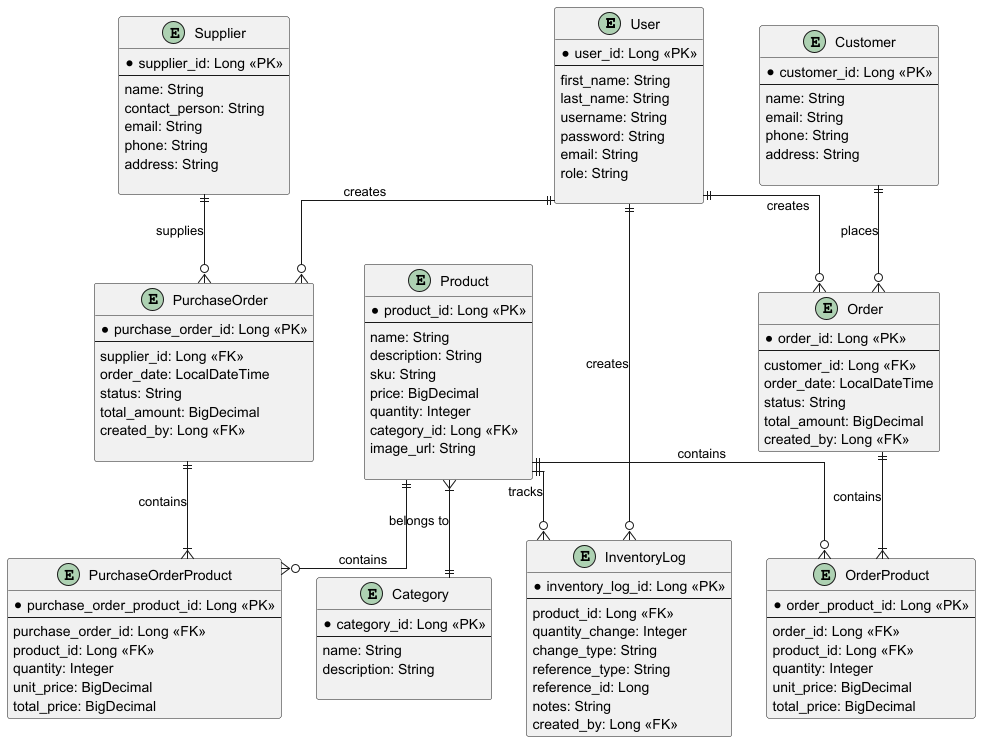 E Supplier
● supplier_id: Long «PK»
name: String
contact_person: String
email: String
phone: String
address: String
E User
● user_id: Long «PK»
first_name: String
last_name: String
username: String
password: String
email: String
role: String
E Customer
● customer_id: Long «PK»
name: String
email: String
phone: String
address: String
creates
creates
supplies
places
E PurchaseOrder
● purchase_order_id: Long «PK»
supplier_id: Long «FK»
order_date: LocalDateTime
status: String
total_amount: BigDecimal
created_by: Long «FK»
E Product
● product_id: Long «PK»
name: String
description: String
sku: String
price: BigDecimal
quantity: Integer
category_id: Long «FK»
image_url: String
creates
E Order
● order_id: Long «PK»
customer_id: Long «FK»
order_date: LocalDateTime
status: String
total_amount: BigDecimal
created_by: Long «FK»
contains
tracks
contains
contains
belongs to
contains
E PurchaseOrderProduct
● purchase_order_product_id: Long «PK»
purchase_order_id: Long «FK»
product_id: Long «FK»
quantity: Integer
unit_price: BigDecimal
total_price: BigDecimal
E Category
● category_id: Long «PK»
name: String
description: String
E InventoryLog
● inventory_log_id: Long «PK»
product_id: Long «FK»
quantity_change: Integer
change_type: String
reference_type: String
reference_id: Long
notes: String
created_by: Long «FK»
E OrderProduct
● order_product_id: Long «PK»
order_id: Long «FK»
product_id: Long «FK»
quantity: Integer
unit_price: BigDecimal
total_price: BigDecimal